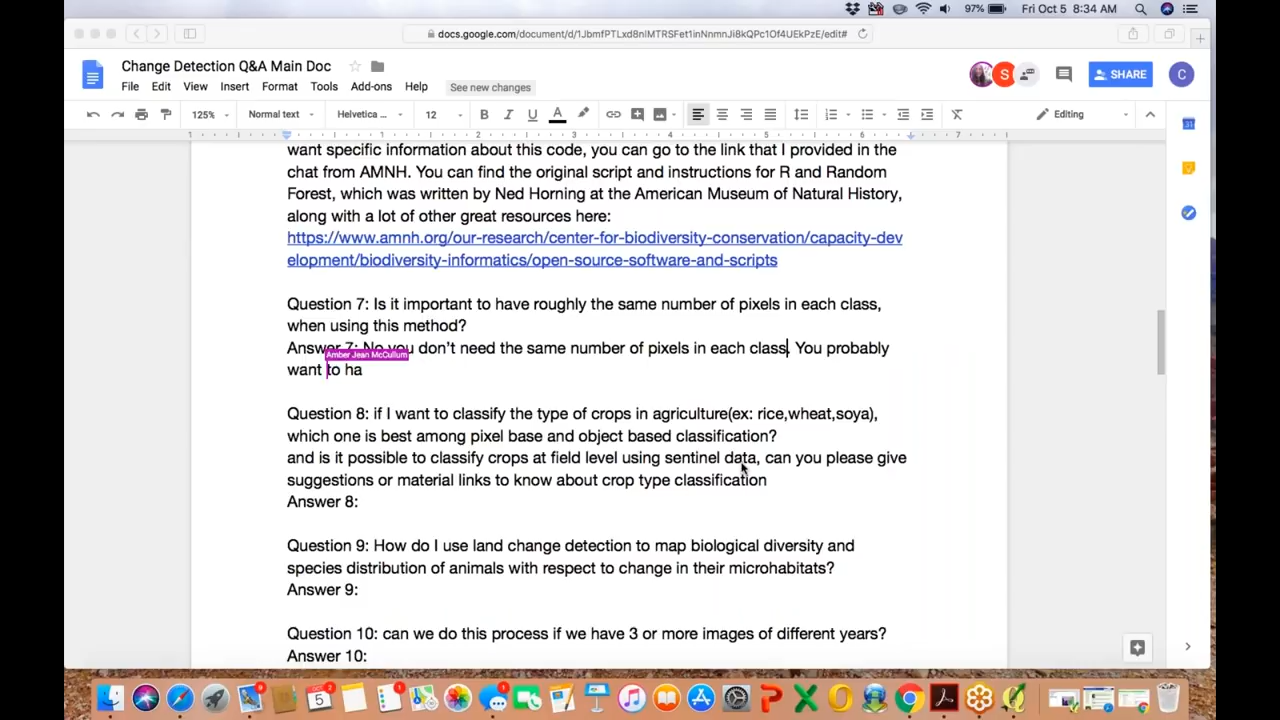 97% Fri Oct 5 8:34 AM
docs.google.com/document/d/1JbmfPTLxd8nIMTRSFet1inNnmnJi8kQPc1Of4UEkPzE/edit#
Change Detection Q&A Main Doc
S
SHARE
C
File Edit View Insert Format Tools Add-ons Help See new changes
125% Normal text Helvetica ... 12 B I U A Editing
1 2 3 4 5 6 7
31
want specific information about this code, you can go to the link that I provided in the
chat from AMNH. You can find the original script and instructions for R and Random
Forest, which was written by Ned Horning at the American Museum of Natural History,
along with a lot of other great resources here:
https://www.amnh.org/our-research/center-for-biodiversity-conservation/capacity-dev
elopment/biodiversity-informatics/open-source-software-and-scripts
Question 7: Is it important to have roughly the same number of pixels in each class,
when using this method?
Answer 7: No you don't need the same number of pixels in each class. You probably
Amber Jean McCullum
want to ha
Question 8: if I want to classify the type of crops in agriculture(ex: rice,wheat,soya),
which one is best among pixel base and object based classification?
and is it possible to classify crops at field level using sentinel data, can you please give
suggestions or material links to know about crop type classification
Answer 8:
Question 9: How do I use land change detection to map biological diversity and
species distribution of animals with respect to change in their microhabitats?
Answer 9:
Question 10: can we do this process if we have 3 or more images of different years?
Answer 10: